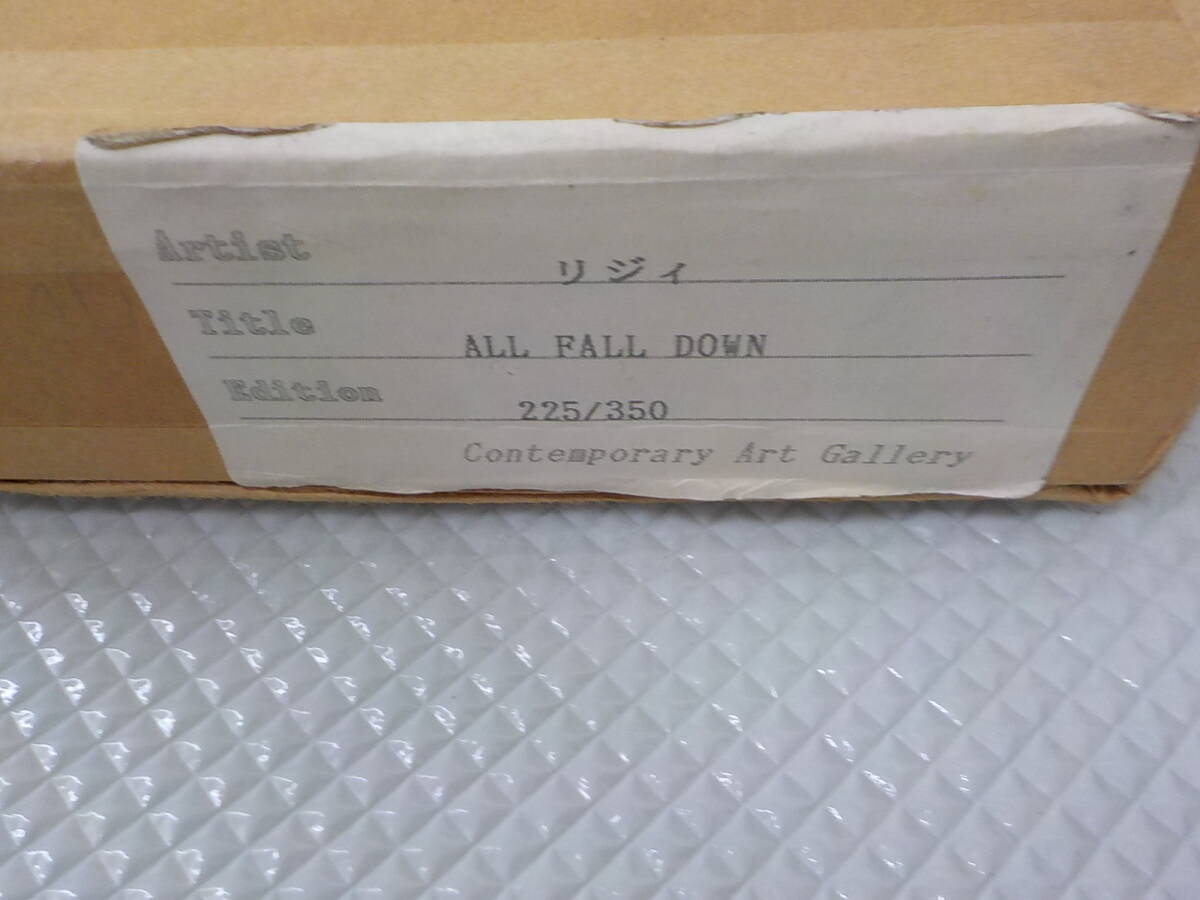 Artist リジィ
Title ALL FALL DOWN
Edition 225/350
Contemporary Art Gallery